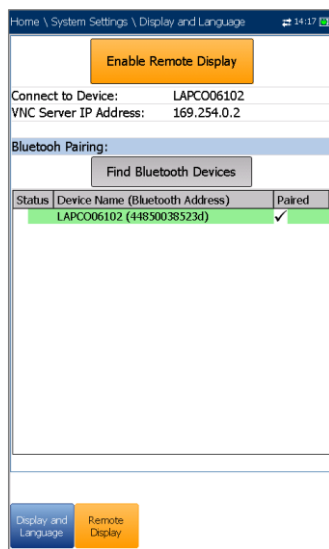 Home \ System Settings \ Display and Language 14:17
Enable
Remote Display
Connect to Device: LAPCO06102
VNC Server IP Address: 169.254.0.2
Bluetooh Pairing:
Find Bluetooth Devices
Status Device Name (Bluetooth Address) Paired
LAPCO06102 (44850038523d) ✓
Display and
Language
Remote
Display